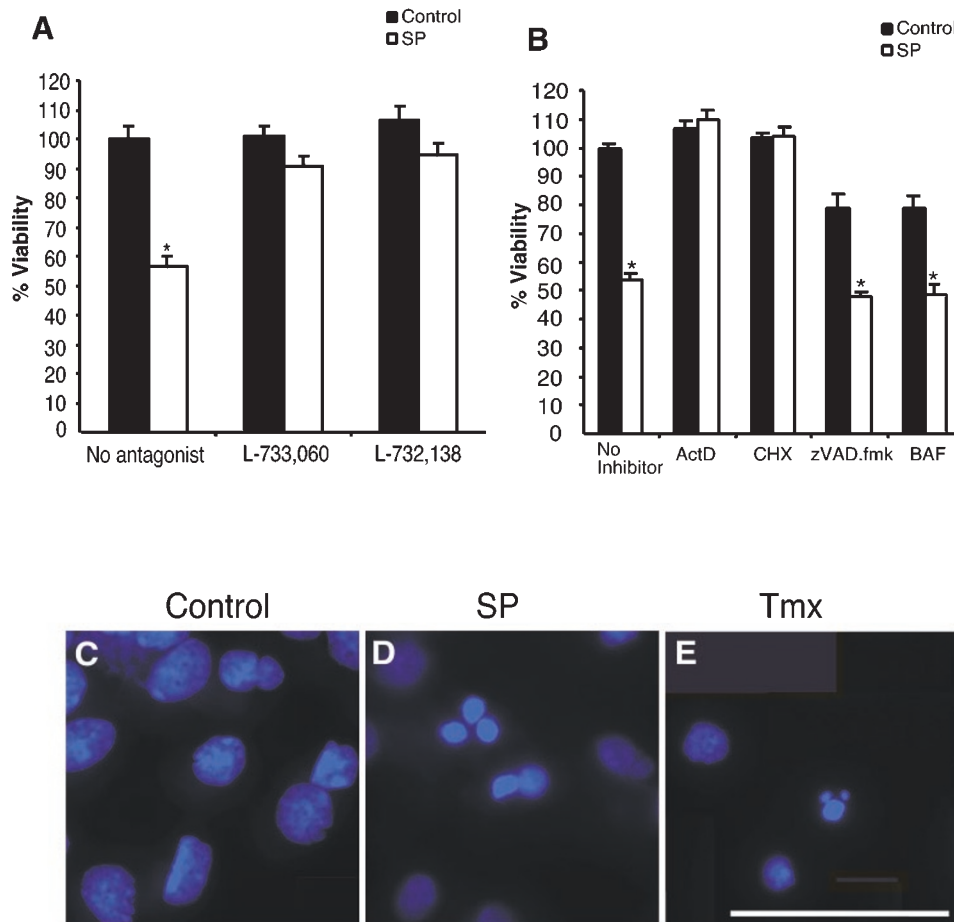 A
Control
SP
% Viability
120
110
100
90
80
70
60
50
40
30
20
10
0
*
No antagonist
L-733,060
L-732,138
B
Control
SP
% Viability
120
110
100
80
90
60
50
40
30
20
10
0
*
*
*
No
Inhibitor
ActD
CHX
zVAD.fmk
BAF
Control
SP
Tmx
C
D
E